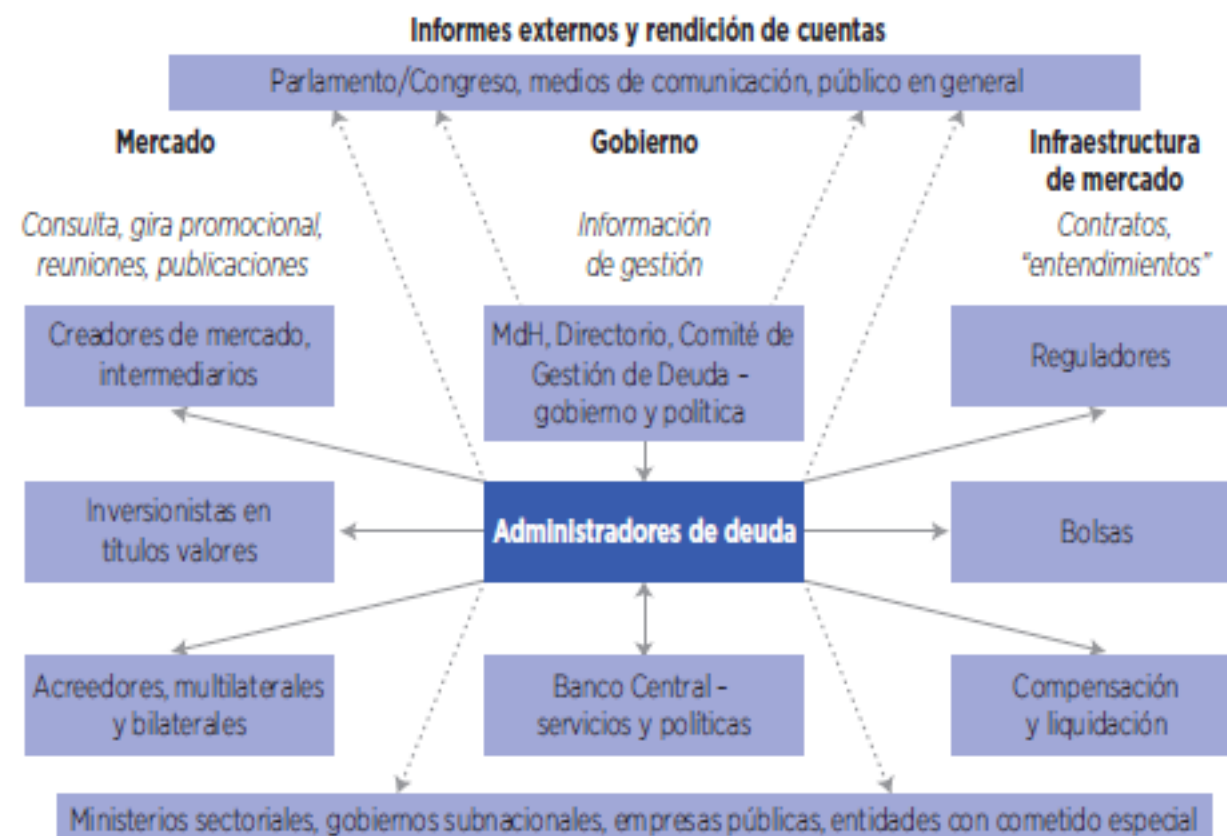 Informes externos y rendición de cuentas
Parlamento/Congreso, medios de comunicación, público en general
Mercado
Gobierno
Infraestructura
de mercado
Consulta, gira promocional,
reuniones, publicaciones
Información
de gestión
Contratos,
“entendimientos”
Creadores de mercado,
intermediarios
MdH, Directorio, Comité de
Gestión de Deuda –
gobierno y política
Reguladores
Inversionistas en
títulos valores
Administradores de deuda
Bolsas
Acreedores, multilaterales
y bilaterales
Banco Central –
servicios y políticas
Compensación
y liquidación
Ministerios sectoriales, gobiernos subnacionales, empresas públicas, entidades con cometido especial